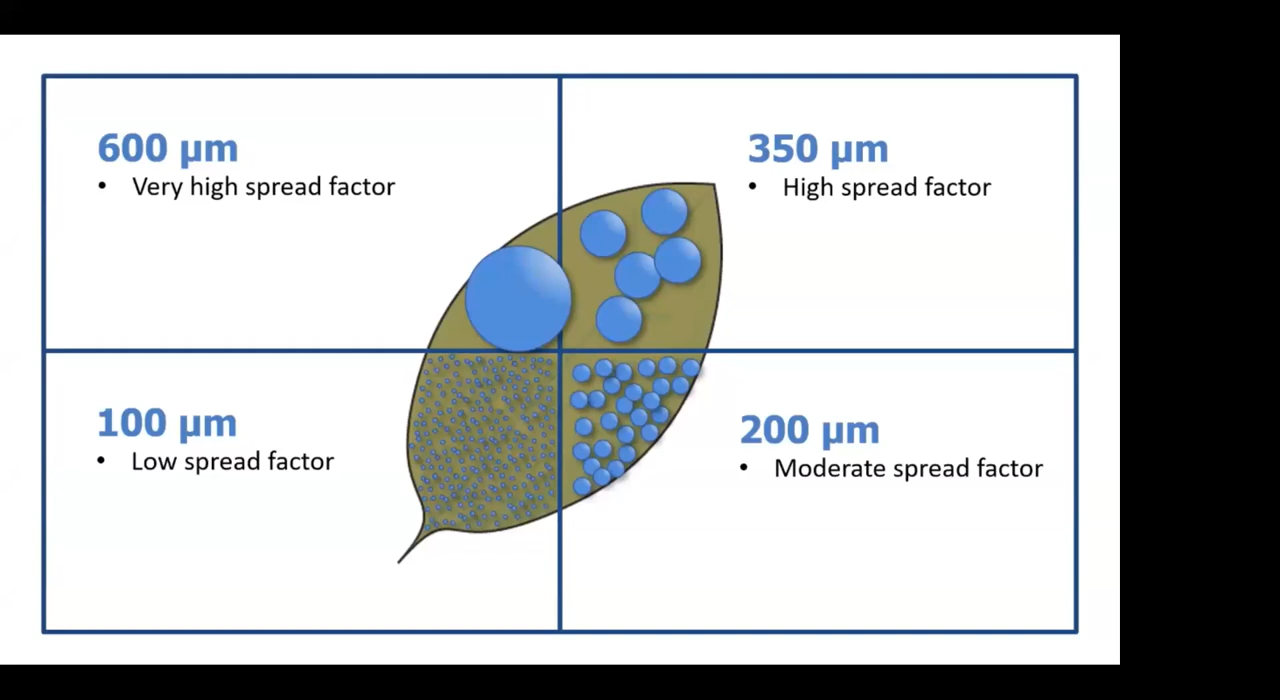 600 µm
• Very high spread factor
350 µm
• High spread factor
100 µm
• Low spread factor
200 µm
• Moderate spread factor